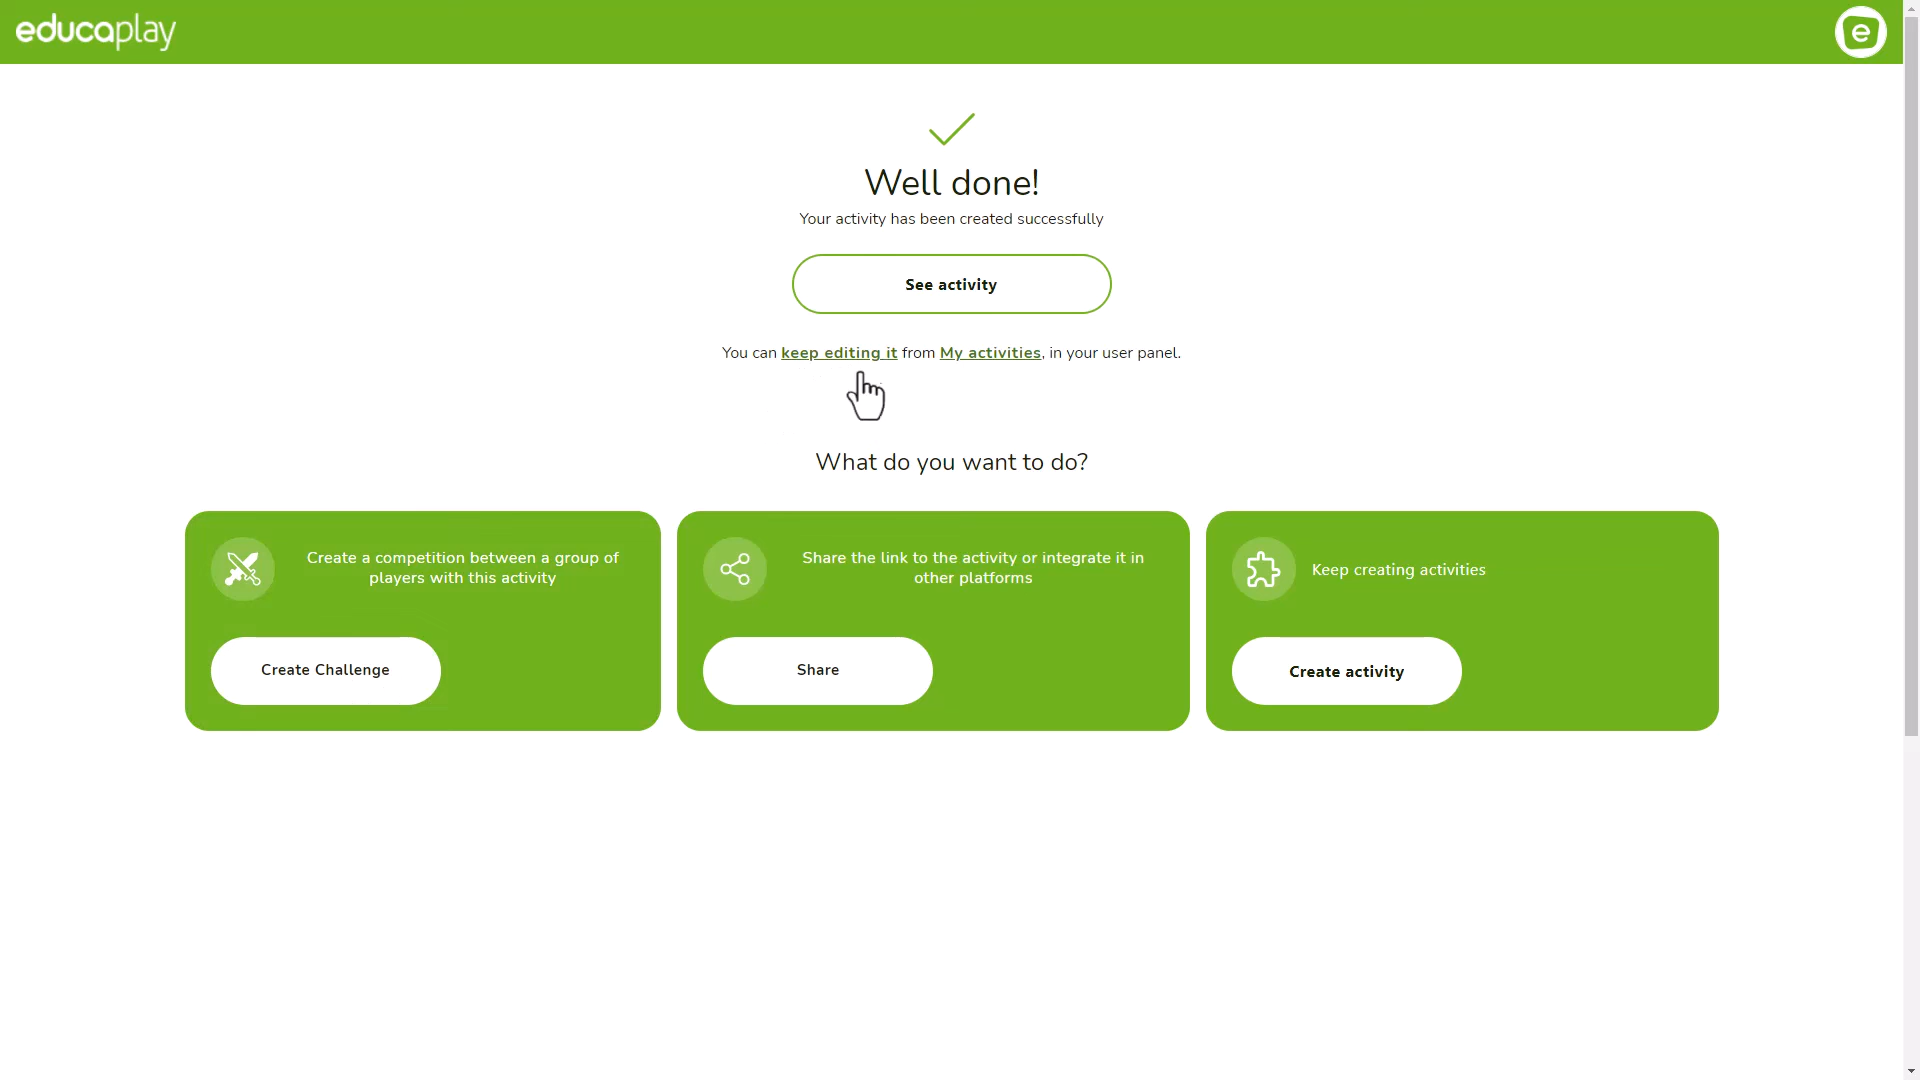 educaplay
e
Well done!
Your activity has been created successfully
See activity
You can keep editing it from My activities, in your user panel.
What do you want to do?
Create a competition between a group of
players with this activity
Create Challenge
Share the link to the activity or integrate it in
other platforms
Share
Keep creating activities
Create activity